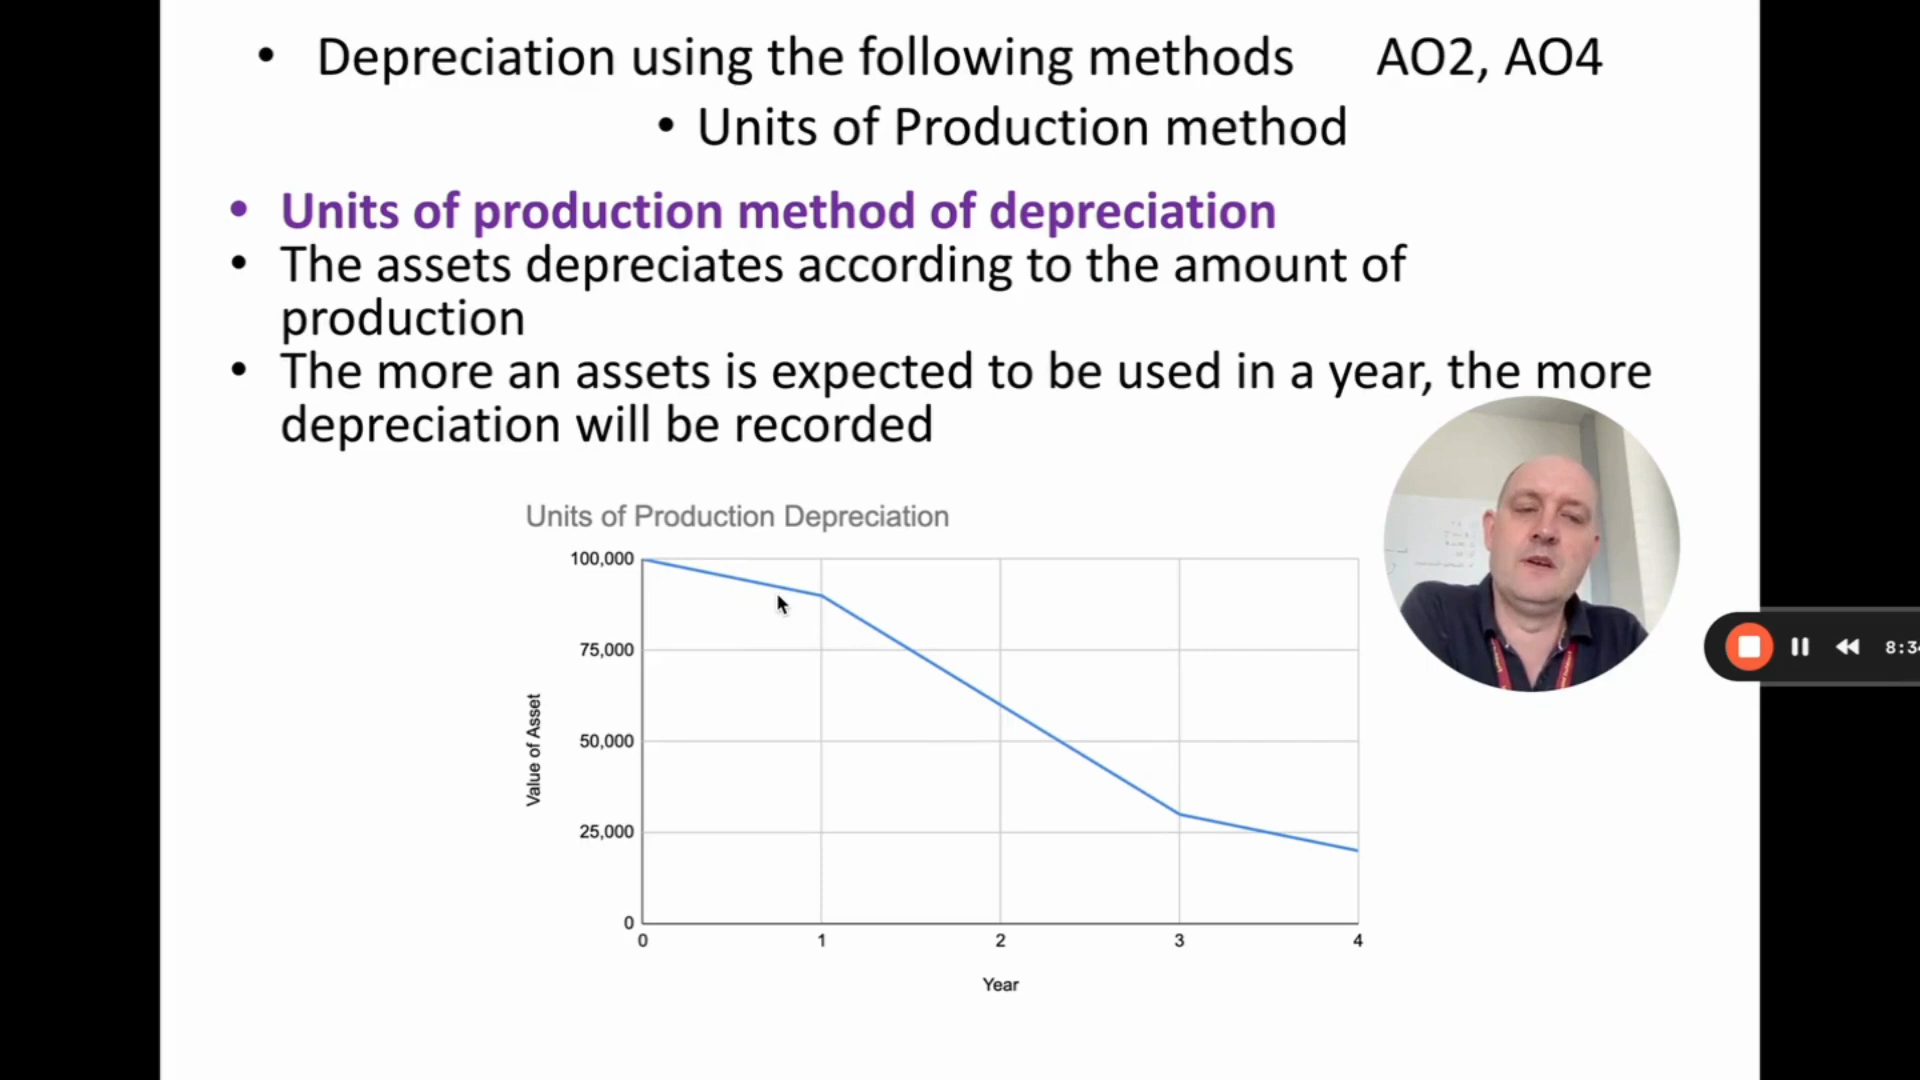 • Depreciation using the following methods AO2, AO4
• Units of Production method
• Units of production method of depreciation
• The assets depreciates according to the amount of
production
• The more an assets is expected to be used in a year, the more
depreciation will be recorded
Units of Production Depreciation
100,000
75,000
50,000
25,000
0
Value of Asset
0 1 2 3 4
Year